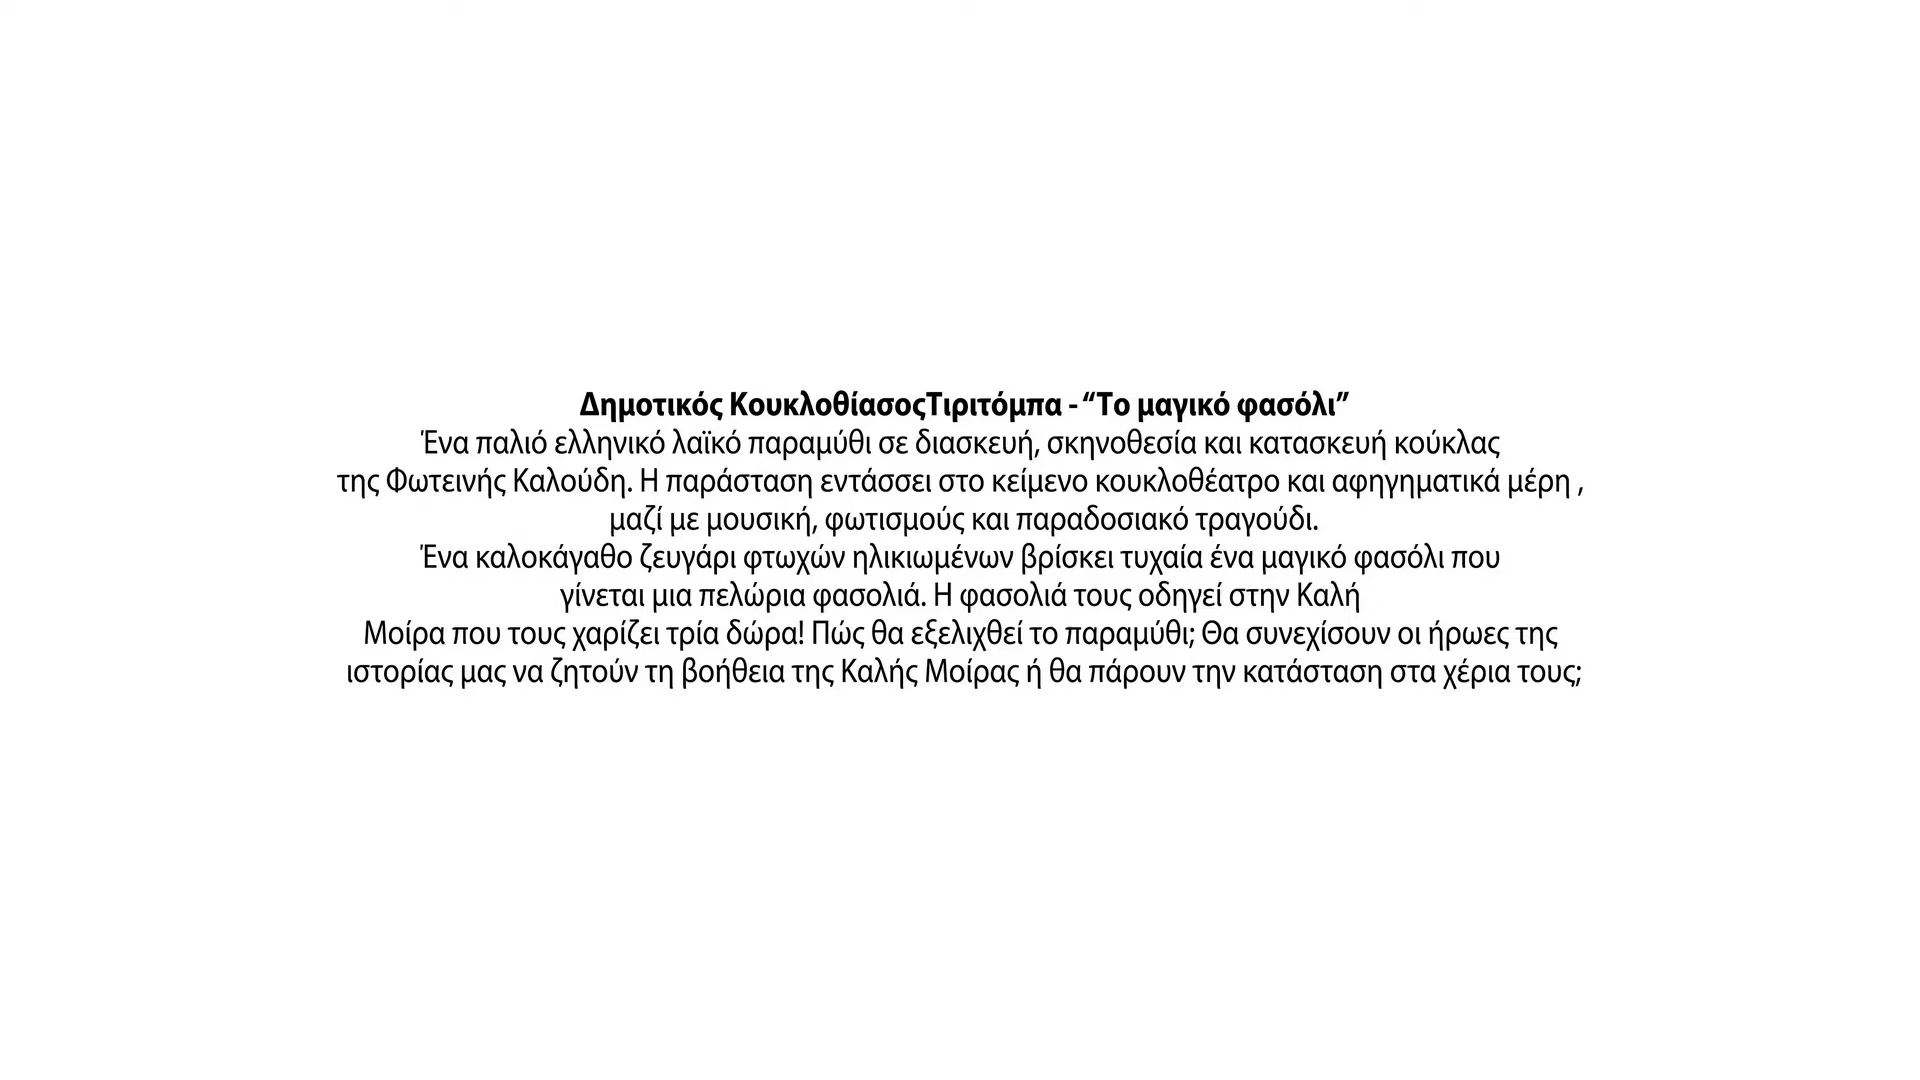 Δημοτικός ΚουκλοθίασοςΤιριτόμπα - “Το μαγικό φασόλι”
Ένα παλιό ελληνικό λαϊκό παραμύθι σε διασκευή, σκηνοθεσία και κατασκευή κούκλας
της Φωτεινής Καλούδη. Η παράσταση εντάσσει στο κείμενο κουκλοθέατρο και αφηγηματικά μέρη ,
μαζί με μουσική, φωτισμούς και παραδοσιακό τραγούδι.
Ένα καλοκάγαθο ζευγάρι φτωχών ηλικιωμένων βρίσκει τυχαία ένα μαγικό φασόλι που
γίνεται μια πελώρια φασολιά. Η φασολιά τους οδηγεί στην Καλή
Μοίρα που τους χαρίζει τρία δώρα! Πώς θα εξελιχθεί το παραμύθι; Θα συνεχίσουν οι ήρωες της
ιστορίας μας να ζητούν τη βοήθεια της Καλής Μοίρας ή θα πάρουν την κατάσταση στα χέρια τους;